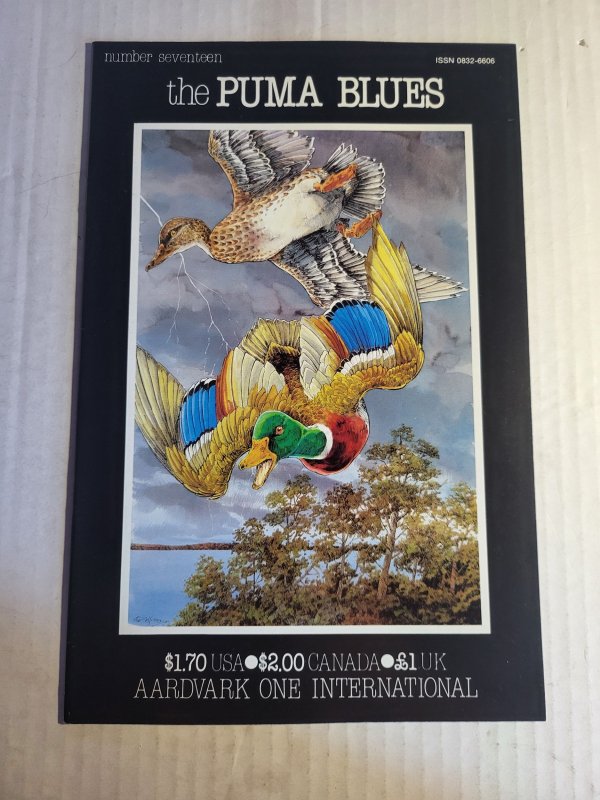 number seventeen
ISSN 0832-6606
the PUMA BLUES
$1.70 USA●$2.00 CANADA●£1 UK
AARDVARK ONE INTERNATIONAL